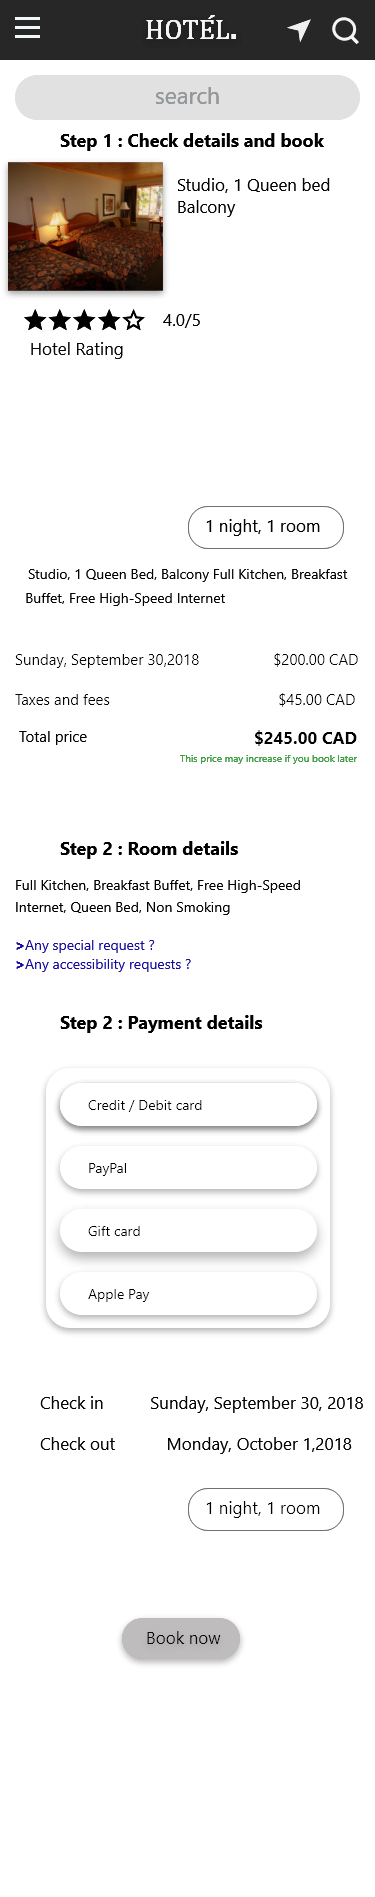 HOTÉL.
search
Step 1 : Check details and book
Studio, 1 Queen bed
Balcony
4.0/5
Hotel Rating
1 night, 1 room
Studio, 1 Queen Bed, Balcony Full Kitchen, Breakfast
Buffet, Free High-Speed Internet
Sunday, September 30,2018 $200.00 CAD
Taxes and fees $45.00 CAD
Total price $245.00 CAD
This price may increase if you book later
Step 2 : Room details
Full Kitchen, Breakfast Buffet, Free High-Speed
Internet, Queen Bed, Non Smoking
>Any special request ?
>Any accessibility requests ?
Step 2 : Payment details
Credit / Debit card
PayPal
Gift card
Apple Pay
Check in Sunday, September 30, 2018
Check out Monday, October 1,2018
1 night, 1 room
Book now